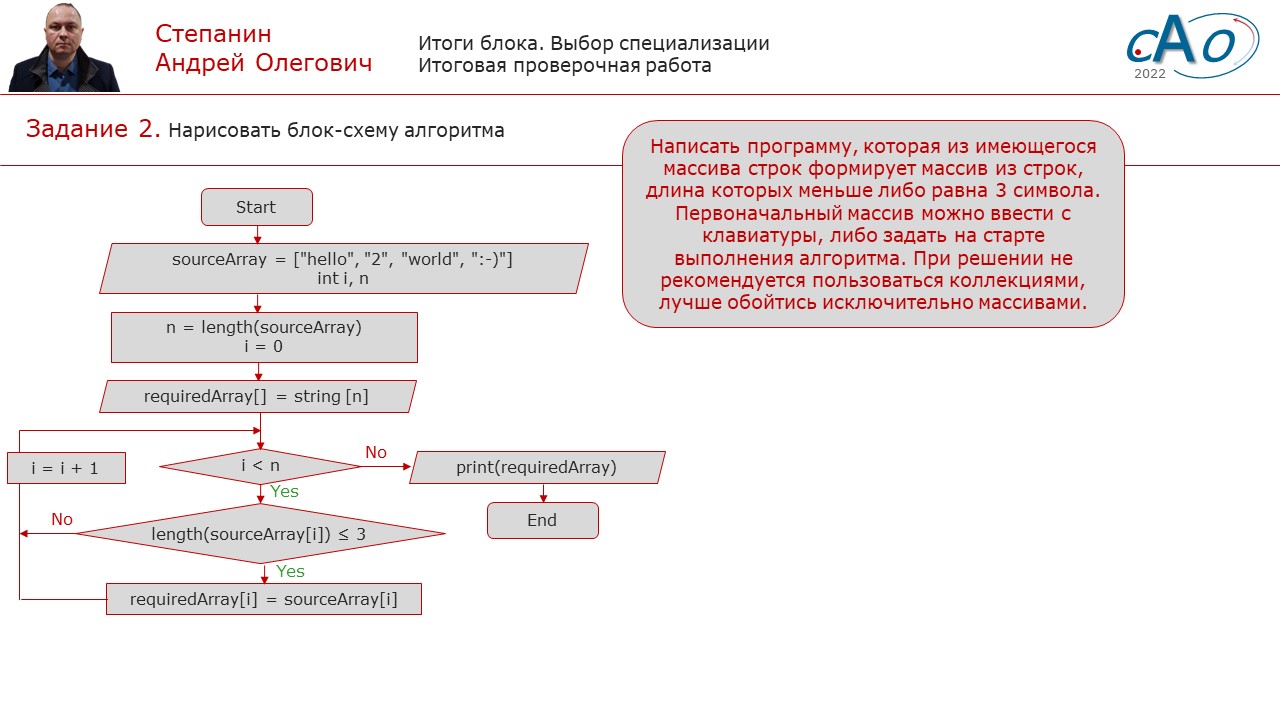 Степанин
Андрей Олегович
Итоги блока. Выбор специализации
Итоговая проверочная работа
сАО
2022
Задание 2. Нарисовать блок-схему алгоритма
Написать программу, которая из имеющегося
массива строк формирует массив из строк,
длина которых меньше либо равна 3 символа.
Первоначальный массив можно ввести с
клавиатуры, либо задать на старте
выполнения алгоритма. При решении не
рекомендуется пользоваться коллекциями,
лучше обойтись исключительно массивами.
Start
sourceArray = ["hello", "2", "world", ":-)"]
int i, n
n = length(sourceArray)
i = 0
requiredArray[] = string [n]
i = i + 1
i < n
No
print(requiredArray)
Yes
End
No
length(sourceArray[i]) ≤ 3
Yes
requiredArray[i] = sourceArray[i]